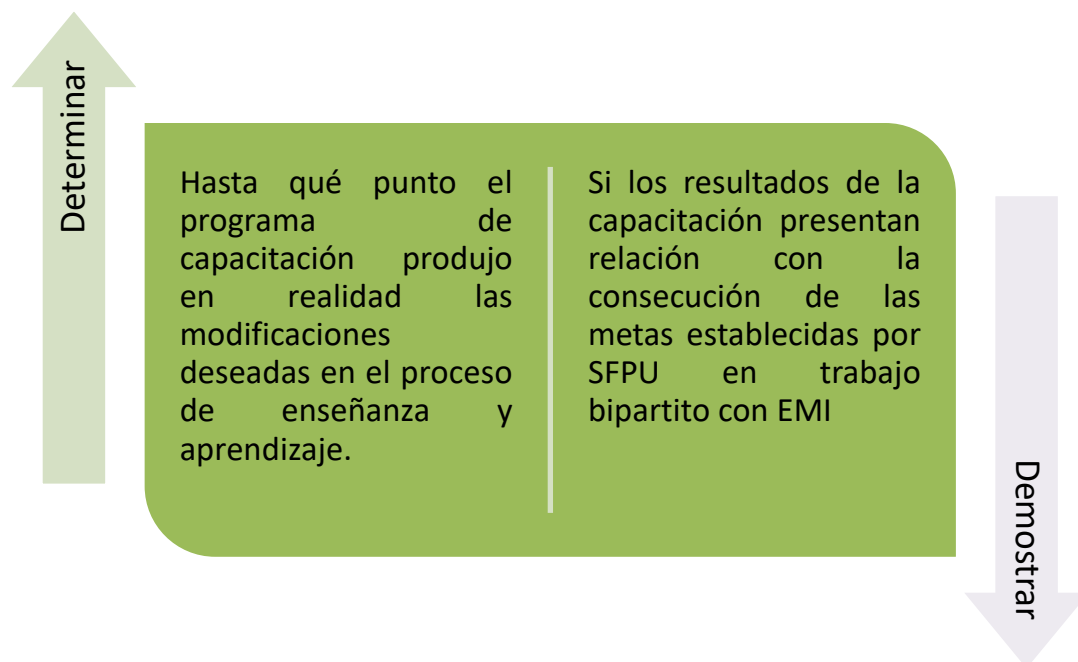 Determinar
Hasta qué punto el
programa de
capacitación produjo
en realidad las
modificaciones
deseadas en el proceso
de enseñanza y
aprendizaje.
Si los resultados de la
capacitación presentan
relación con la
consecución de las
metas establecidas por
SFPU en trabajo
bipartito con EMI
Demostrar